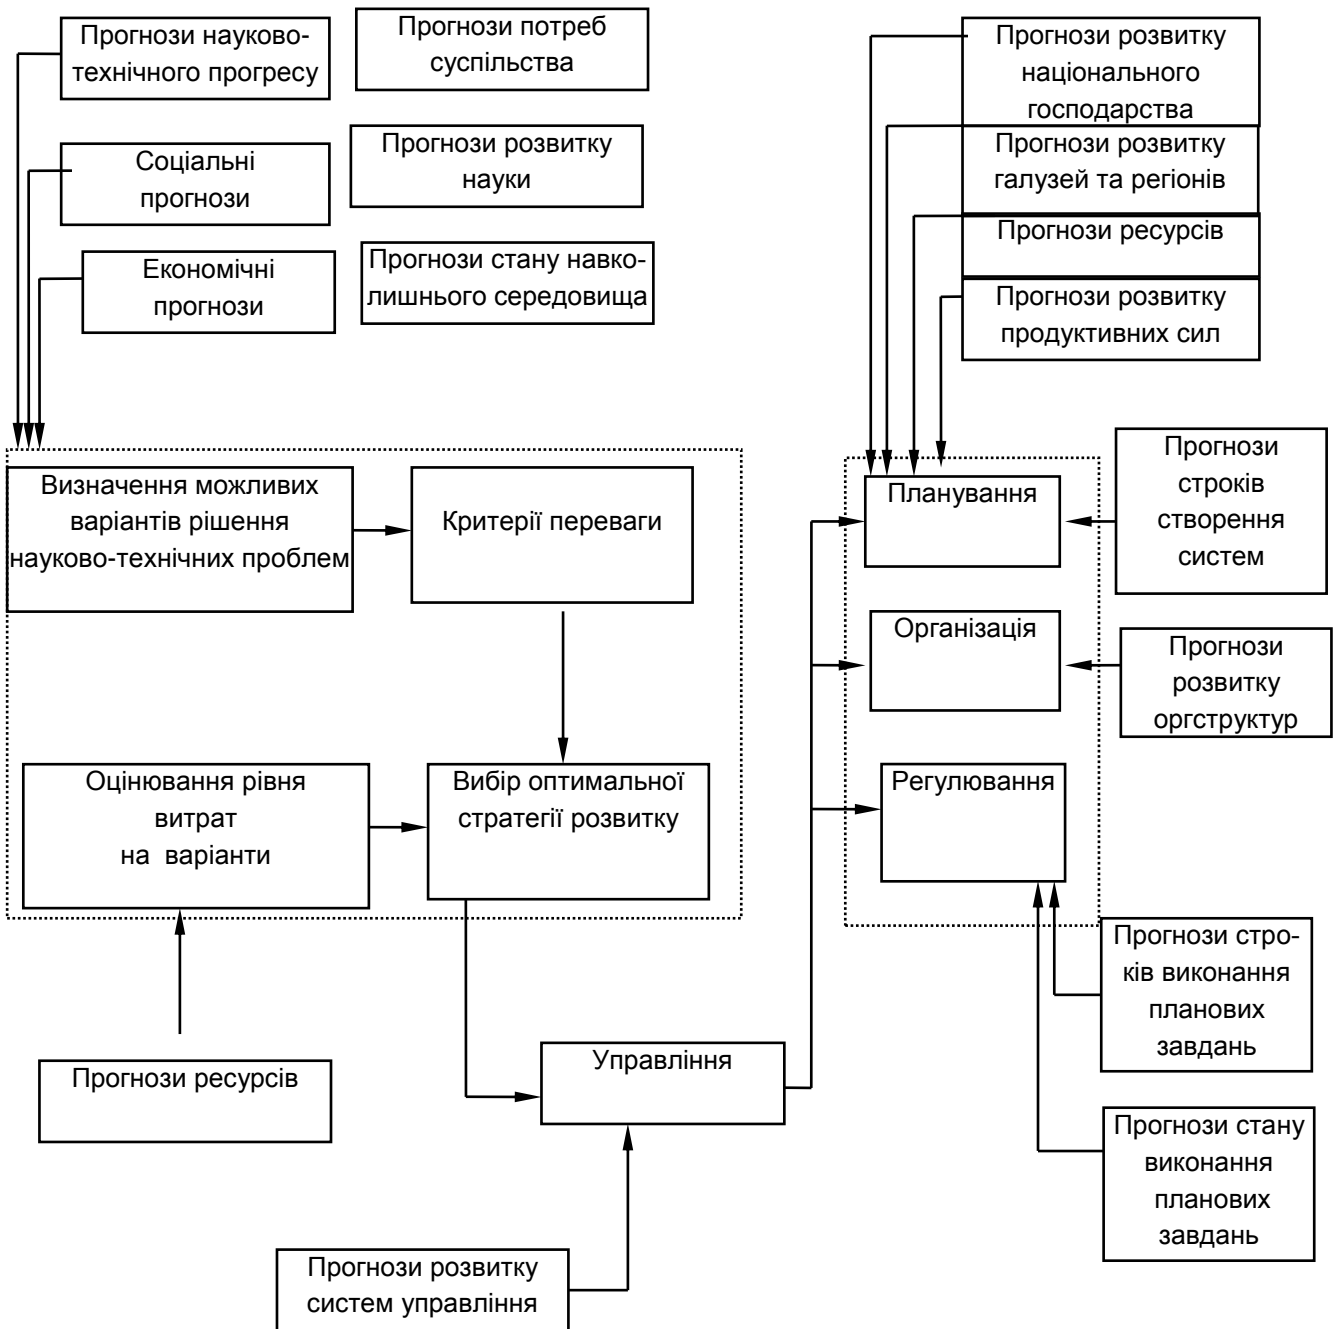 Прогнози науково-
технічного прогресу
Прогнози потреб
суспільства
Прогнози розвитку
національного
господарства
Соціальні
прогнози
Прогнози розвитку
науки
Прогнози розвитку
галузей та регіонів
Прогнози ресурсів
Економічні
прогнози
Прогнози стану навко-
лишнього середовища
Прогнози розвитку
продуктивних сил
Визначення можливих
варіантів рішення
науково-технічних проблем
Критерії переваги
Планування
Прогнози
строків
створення
систем
Організація
Прогнози
розвитку
оргструктур
Оцінювання рівня
витрат
на варіанти
Вибір оптимальної
стратегії розвитку
Регулювання
Прогнози стро-
ків виконання
планових
завдань
Прогнози ресурсів
Управління
Прогнози стану
виконання
планових
завдань
Прогнози розвитку
систем управління